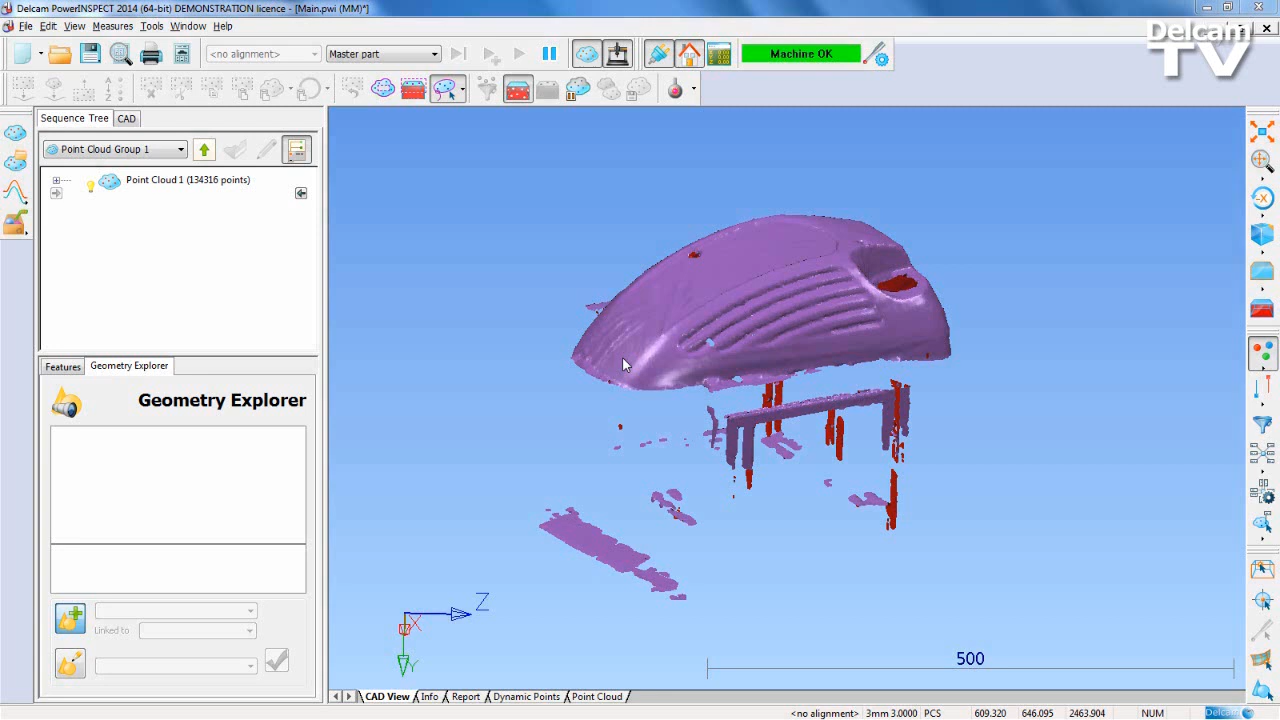 Delcam PowerINSPECT 2014 (64-bit) DEMONSTRATION licence - [Main.pwi (MM)*]
File Edit View Measures Tools Window Help
Delcam
TV
<no alignment> Master part Machine OK
Sequence Tree CAD
Point Cloud Group 1
Point Cloud 1 (134316 points)
Features Geometry Explorer
Geometry Explorer
Linked to
Z
X
Y
500
CAD View Info Report Dynamic Points Point Cloud
<no alignment> 3mm 3.0000 PCS 609.320 646.095 2463.904 NUM Delcam